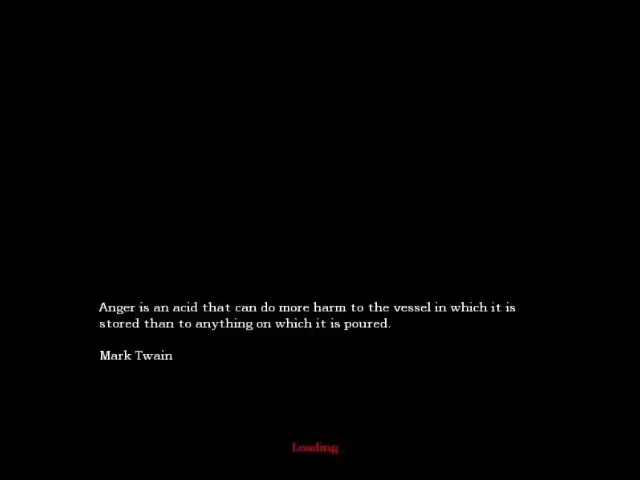 Anger is an acid that can do more harm to the vessel in which it is
stored than to anything on which it is poured.
Mark Twain
Loading...